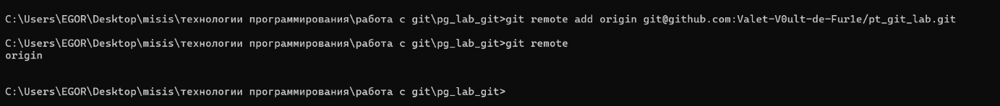 C:\Users\EGOR\Desktop\misis\технологии программирования\работа с git\pg_lab_git>git remote add origin git@github.com:Valet-V0ult-de-Fur1e/pt_git_lab.git
C:\Users\EGOR\Desktop\misis\технологии программирования\работа с git\pg_lab_git>git remote
origin
C:\Users\EGOR\Desktop\misis\технологии программирования\работа с git\pg_lab_git>